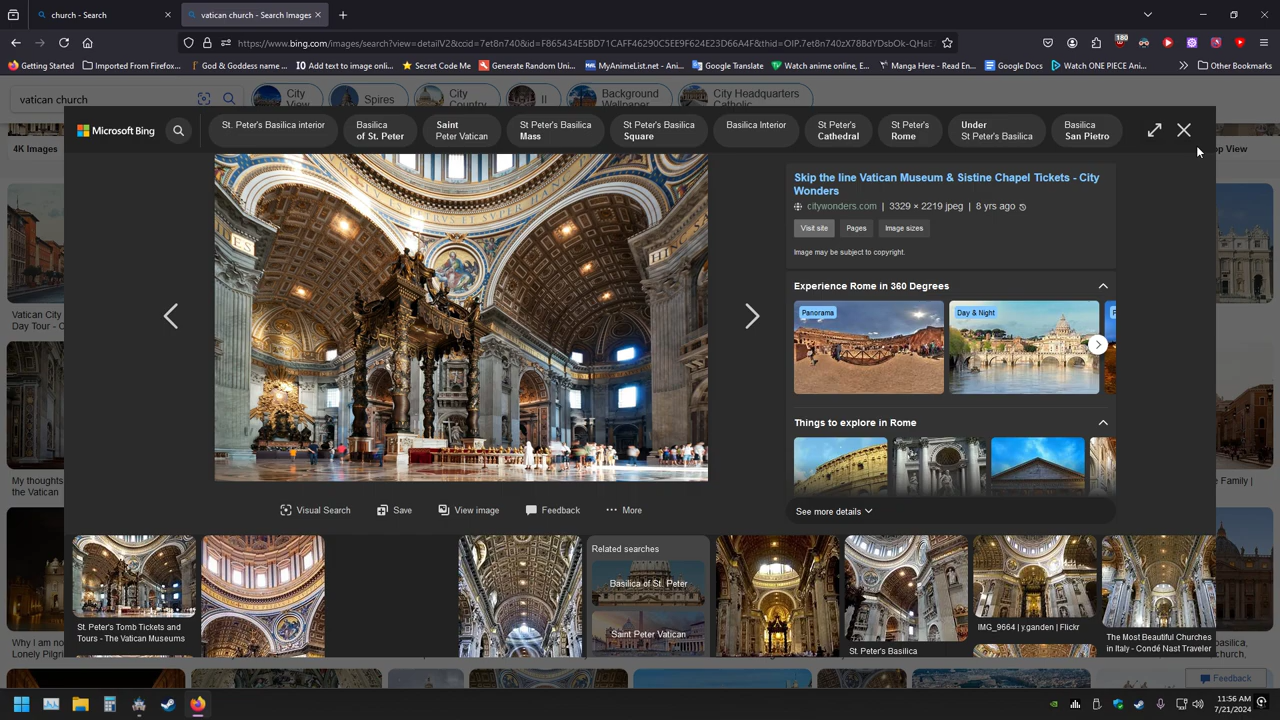 church - Search
vatican church - Search Images
https://www.bing.com/images/search?view=detailV2&ccid=7et8n740&id=F865434E5BD71CAFF46290C5EE9F624E23D66A4F&thid=OIP.7et8n740zX78BdYDsbOk-QHaE
180
Getting Started
Imported From Firefox...
God & Goddess name ...
Add text to image onli...
Secret Code Me
Generate Random Uni...
MyAnimeList.net - Ani...
Google Translate
Watch anime online, E...
Manga Here - Read En...
Google Docs
Watch ONE PIECE Ani...
Other Bookmarks
vatican church
City
View
Spires
City
Country
II
Background
Wallpaper
City Headquarters
Catholic
Microsoft Bing
St. Peter's Basilica interior
Basilica
of St. Peter
Saint
Peter Vatican
St Peter's Basilica
Mass
St Peter's Basilica
Square
Basilica Interior
St Peter's
Cathedral
St Peter's
Rome
Under
St Peter's Basilica
Basilica
San Pietro
4K Images
op View
Skip the line Vatican Museum & Sistine Chapel Tickets - City
Wonders
citywonders.com | 3329 × 2219 jpeg | 8 yrs ago
Visit site
Pages
Image sizes
Image may be subject to copyright.
Experience Rome in 360 Degrees
Panorama
Day & Night
Things to explore in Rome
See more details
Vatican City
Day Tour - C
My thoughts
the Vatican
Family |
Why I am no
Lonely Pilgri
basilica,
church,
Visual Search
Save
View image
Feedback
More
St. Peter's Tomb Tickets and
Tours - The Vatican Museums
Related searches
Basilica of St. Peter
Saint Peter Vatican
St. Peter's Basilica
IMG_9664 | y.ganden | Flickr
The Most Beautiful Churches
in Italy - Condé Nast Traveler
Feedback
11:56 AM
7/21/2024